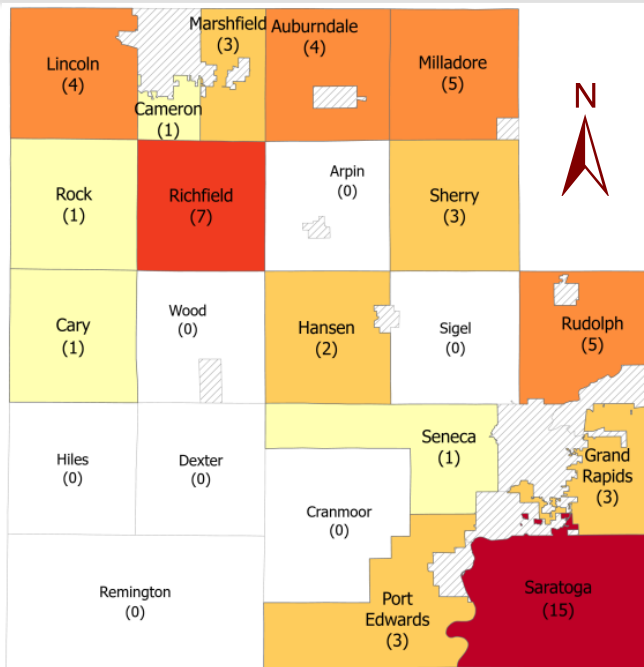 Marshfield
(3)
Auburndale
(4)
Lincoln
(4)
Milladore
(5)
Cameron
(1)
N
Rock
(1)
Richfield
(7)
Arpin
(0)
Sherry
(3)
Cary
(1)
Wood
(0)
Hansen
(2)
Sigel
(0)
Rudolph
(5)
Hiles
(0)
Dexter
(0)
Seneca
(1)
Grand
Rapids
(3)
Cranmoor
(0)
Remington
(0)
Port
Edwards
(3)
Saratoga
(15)